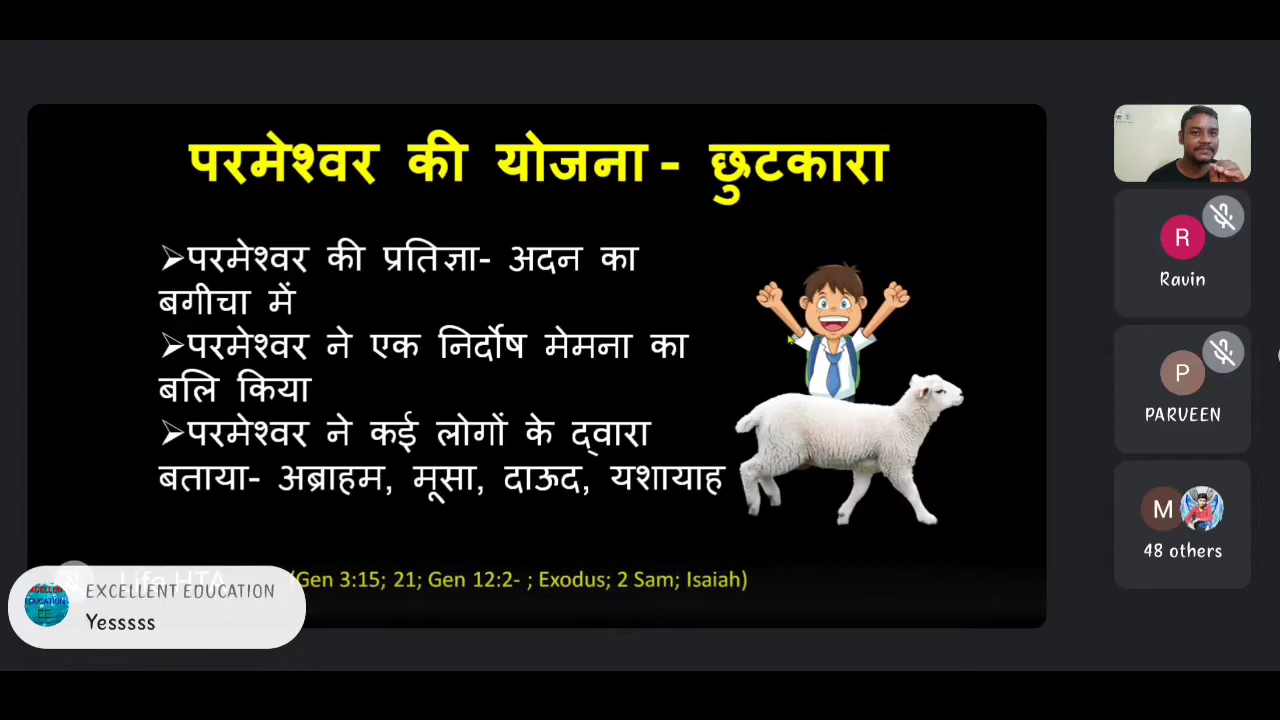 परमेश्वर की योजना - छुटकारा
➢परमेश्वर की प्रतिज्ञा- अदन का
बगीचा में
➢परमेश्वर ने एक निर्दोष मेमना का
बलि किया
➢परमेश्वर ने कई लोगों के द्वारा
बताया- अब्राहम, मूसा, दाऊद, यशायाह
(Gen 3:15; 21; Gen 12:2- ; Exodus; 2 Sam; Isaiah)
EXCELLENT EDUCATION
Yesssss
R
Ravin
P
PARVEEN
M
48 others